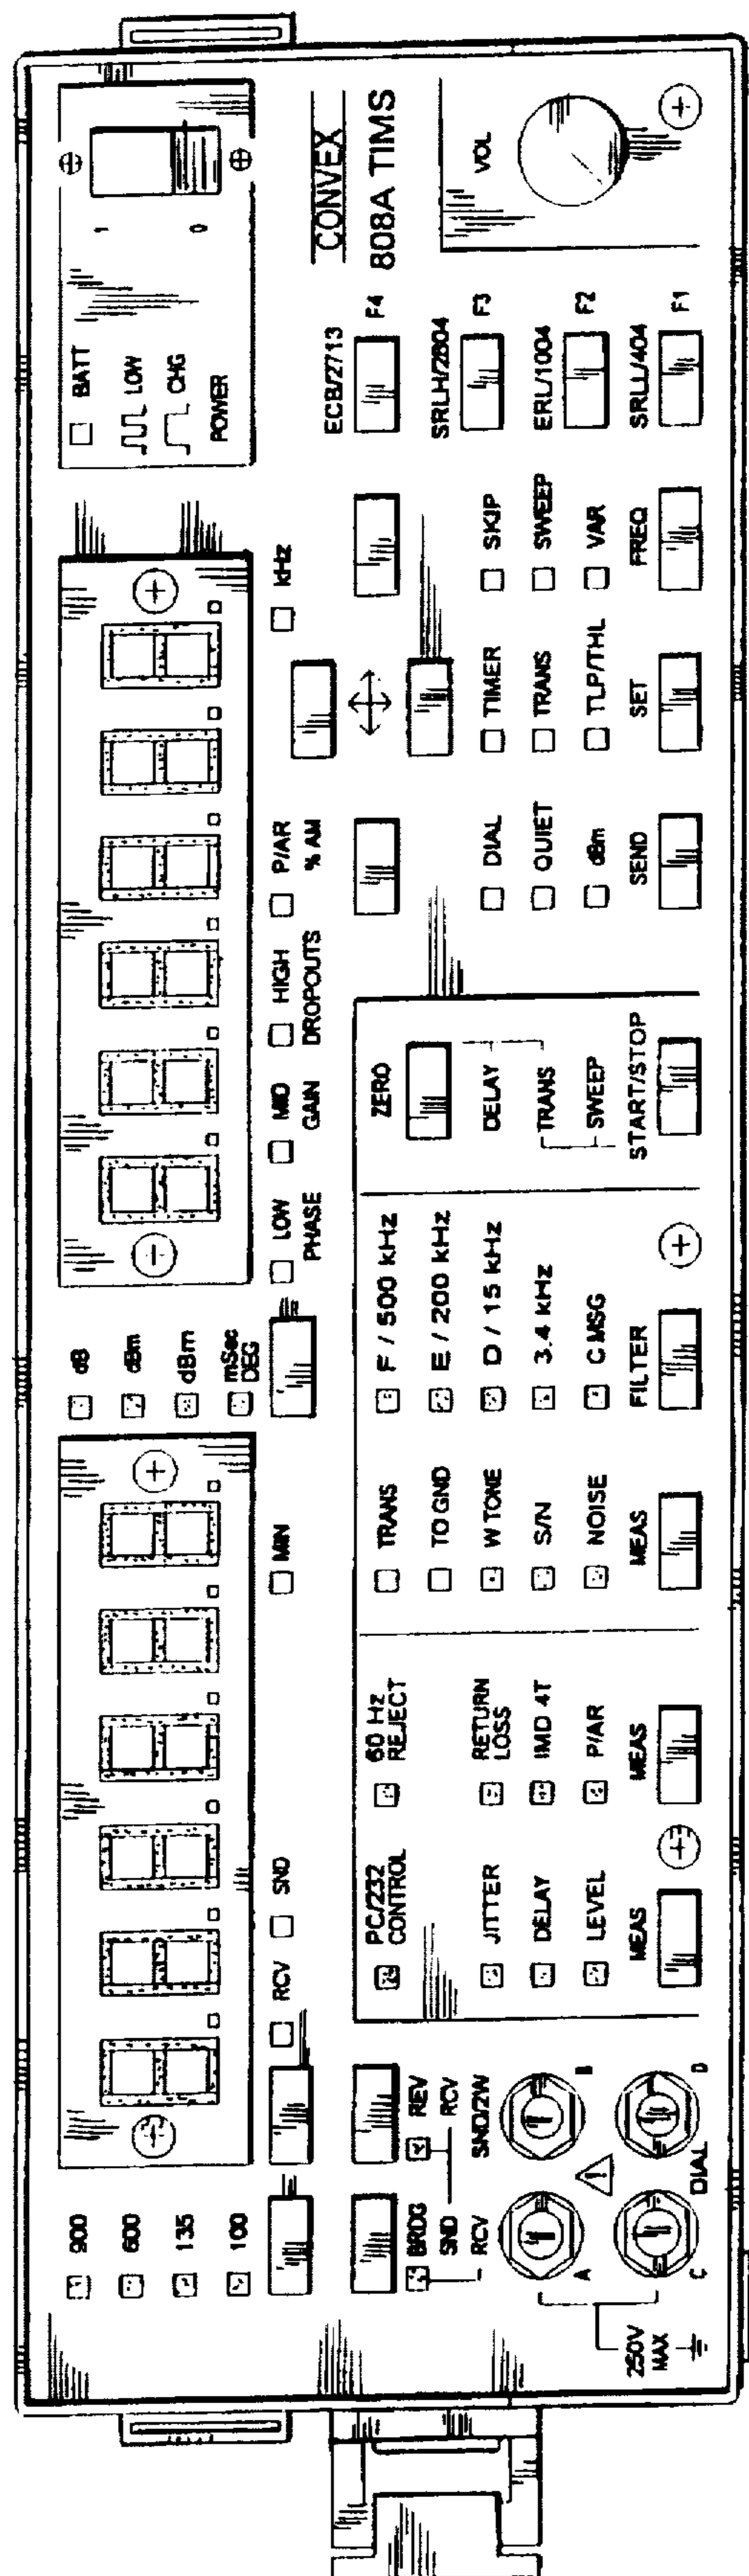 900
600
135
100
dB
dBm
dBm
mSec
DEG
BATT
LOW
CHG
POWER
I
0
RCV
SND
MIN
LOW
MID
HIGH
P/AR
kHz
PHASE
GAIN
DROPOUTS
% AM
CONVEX
808A TIMS
BRDG
REV
SND
RCV
RCV
SND/2W
A
B
C
DIAL
D
250V
MAX
PC/232
CONTROL
60 Hz
REJECT
JITTER
RETURN
LOSS
DELAY
IMD 4T
LEVEL
P/AR
MEAS
MEAS
TRANS
TO GND
W TONE
S/N
NOISE
MEAS
F / 500 kHz
E / 200 kHz
D / 15 kHz
3.4 kHz
C MSG
FILTER
ZERO
DELAY
TRANS
SWEEP
START/STOP
DIAL
TIMER
SKIP
QUIET
TRANS
SWEEP
dBm
TLP/THL
VAR
SEND
SET
FREQ
ECB/2713
F4
SRLH/2804
F3
ERL/1004
F2
SRLL/404
F1
VOL